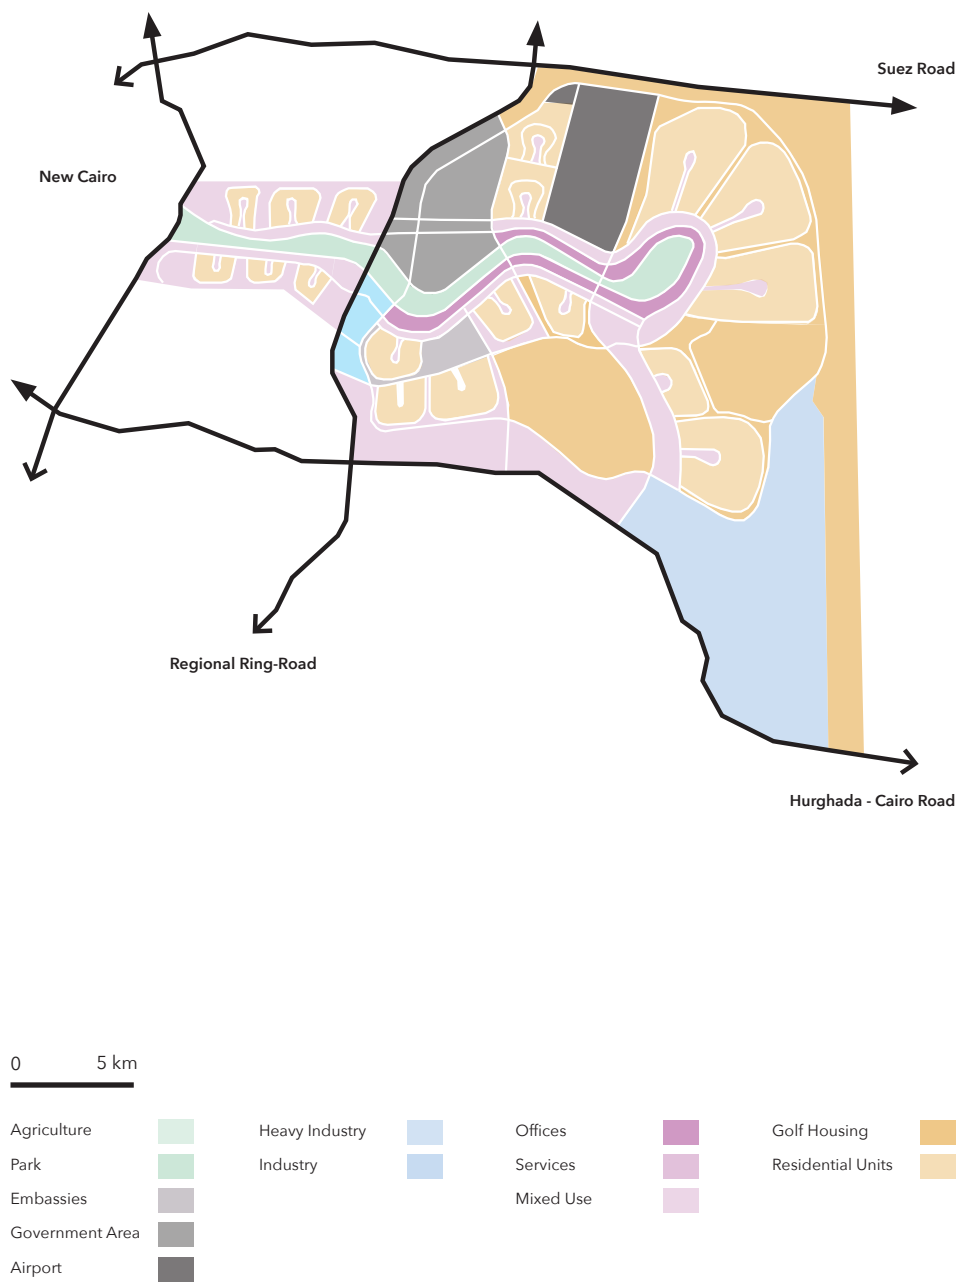 Suez Road
New Cairo
Regional Ring-Road
Hurghada - Cairo Road
0 5 km
Agriculture
Park
Embassies
Government Area
Airport
Heavy Industry
Industry
Offices
Services
Mixed Use
Golf Housing
Residential Units